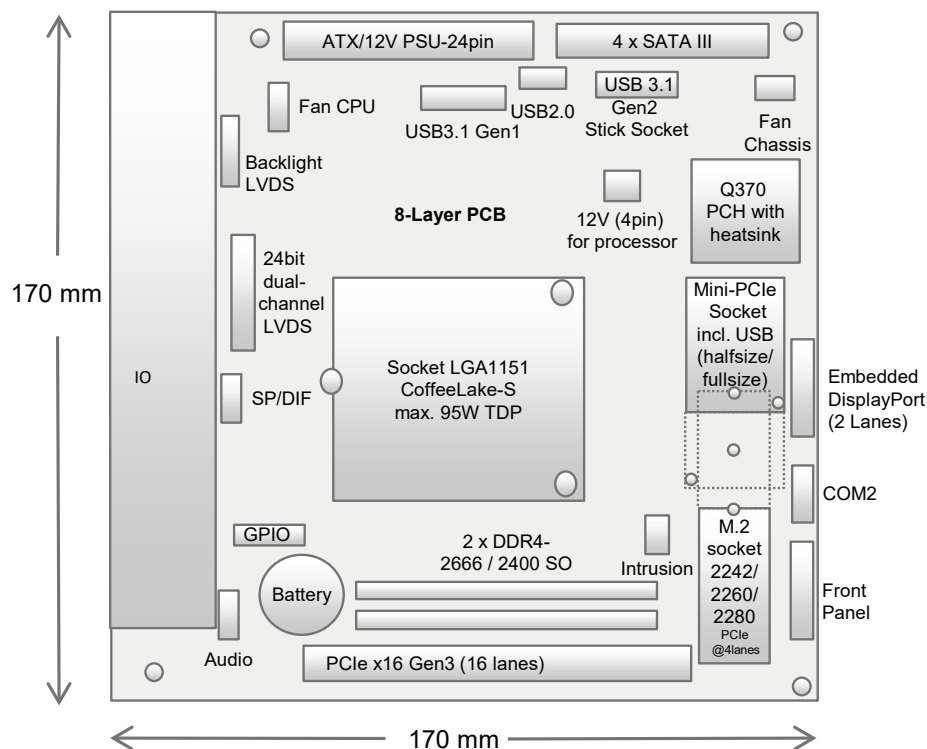 ATX/12V PSU-24pin
4 x SATA III
Fan CPU
USB3.1 Gen1
USB2.0
USB 3.1
Gen2
Stick Socket
Fan
Chassis
Backlight
LVDS
8-Layer PCB
12V (4pin)
for processor
Q370
PCH with
heatsink
170 mm
24bit
dual-
channel
LVDS
IO
Socket LGA1151
CoffeeLake-S
max. 95W TDP
Mini-PCIe
Socket
incl. USB
(halfsize/
fullsize)
Embedded
DisplayPort
(2 Lanes)
SP/DIF
COM2
GPIO
2 x DDR4-
2666 / 2400 SO
Intrusion
M.2
socket
2242/
2260/
2280
PCIe
@4lanes
Front
Panel
Battery
Audio
PCIe x16 Gen3 (16 lanes)
170 mm